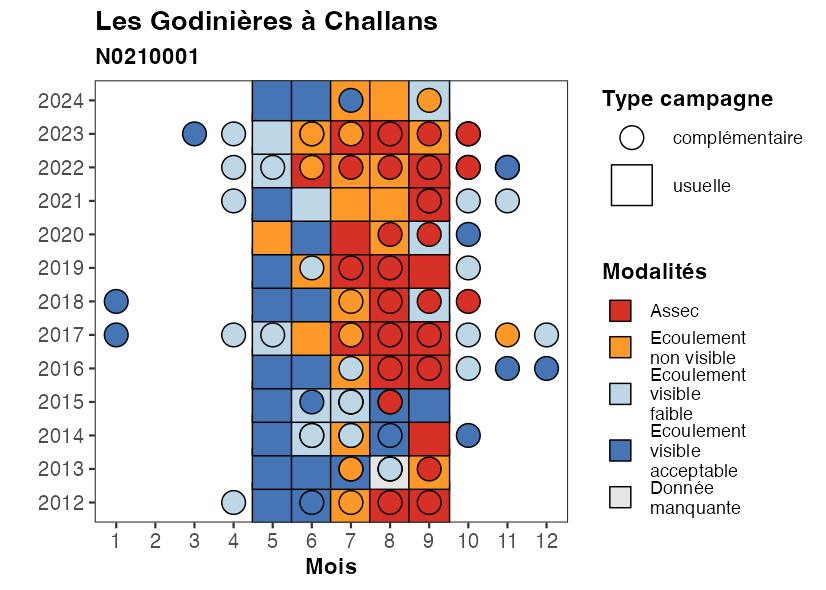 Les Godinières à Challans
N0210001
2024
2023
2022
2021
2020
2019
2018
2017
2016
2015
2014
2013
2012
1 2 3 4 5 6 7 8 9 10 11 12
Mois
Type campagne
complémentaire
usuelle
Modalités
Assec
Ecoulement
non visible
Ecoulement
visible
faible
Ecoulement
visible
acceptable
Donnée
manquante